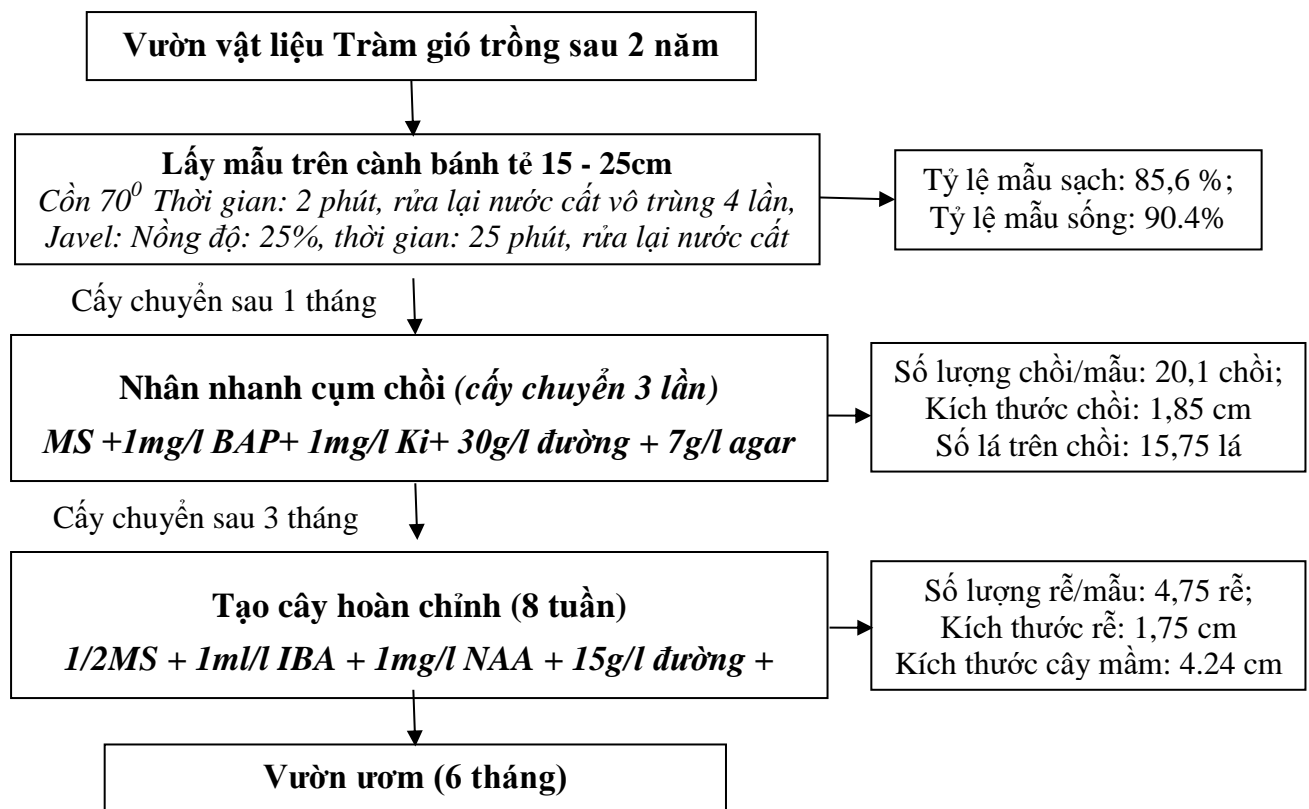 Vườn vật liệu Tràm gió trồng sau 2 năm
Lấy mẫu trên cành bánh tẻ 15 - 25cm
Cồn 70⁰ Thời gian: 2 phút, rửa lại nước cất vô trùng 4 lần,
Javel: Nồng độ: 25%, thời gian: 25 phút, rửa lại nước cất
Tỷ lệ mẫu sạch: 85,6 %;
Tỷ lệ mẫu sống: 90.4%
Cấy chuyển sau 1 tháng
Nhân nhanh cụm chồi (cấy chuyển 3 lần)
MS +1mg/l BAP+ 1mg/l Ki+ 30g/l đường + 7g/l agar
Số lượng chồi/mẫu: 20,1 chồi;
Kích thước chồi: 1,85 cm
Số lá trên chồi: 15,75 lá
Cấy chuyển sau 3 tháng
Tạo cây hoàn chỉnh (8 tuần)
1/2MS + 1ml/l IBA + 1mg/l NAA + 15g/l đường +
Số lượng rễ/mẫu: 4,75 rễ;
Kích thước rễ: 1,75 cm
Kích thước cây mầm: 4.24 cm
Vườn ươm (6 tháng)